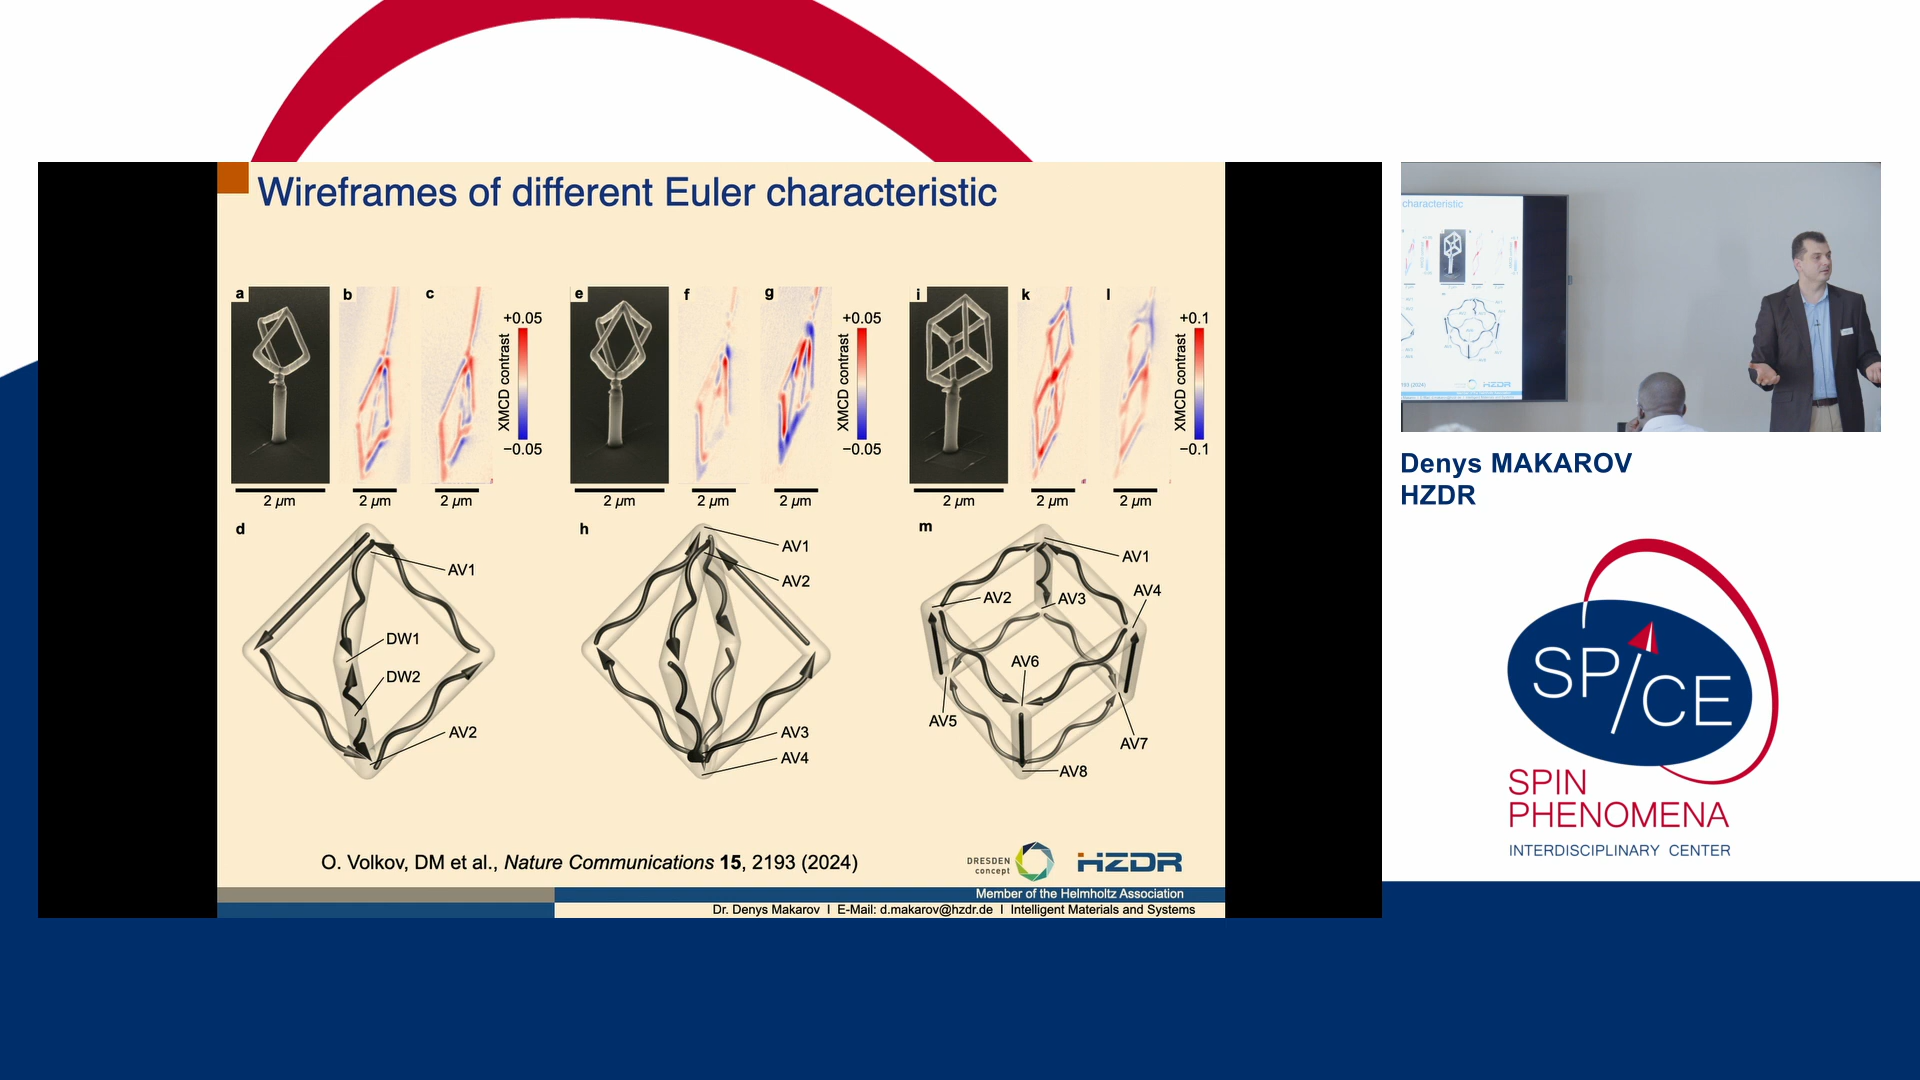 Wireframes of different Euler characteristic
a
b
c
+0.05
XMCD contrast
−0.05
2 µm
2 µm
2 µm
e
f
g
+0.05
XMCD contrast
−0.05
2 µm
2 µm
2 µm
i
k
l
+0.1
XMCD contrast
−0.1
2 µm
2 µm
2 µm
d
AV1
DW1
DW2
AV2
h
AV1
AV2
AV3
AV4
m
AV1
AV2
AV3
AV4
AV5
AV6
AV7
AV8
O. Volkov, DM et al., Nature Communications 15, 2193 (2024)
DRESDEN
concept
HZDR
Member of the Helmholtz Association
Dr. Denys Makarov I E-Mail: d.makarov@hzdr.de I Intelligent Materials and Systems
characteristic
HZDR
Denys MAKAROV
HZDR
SP/CE
SPIN
PHENOMENA
INTERDISCIPLINARY CENTER